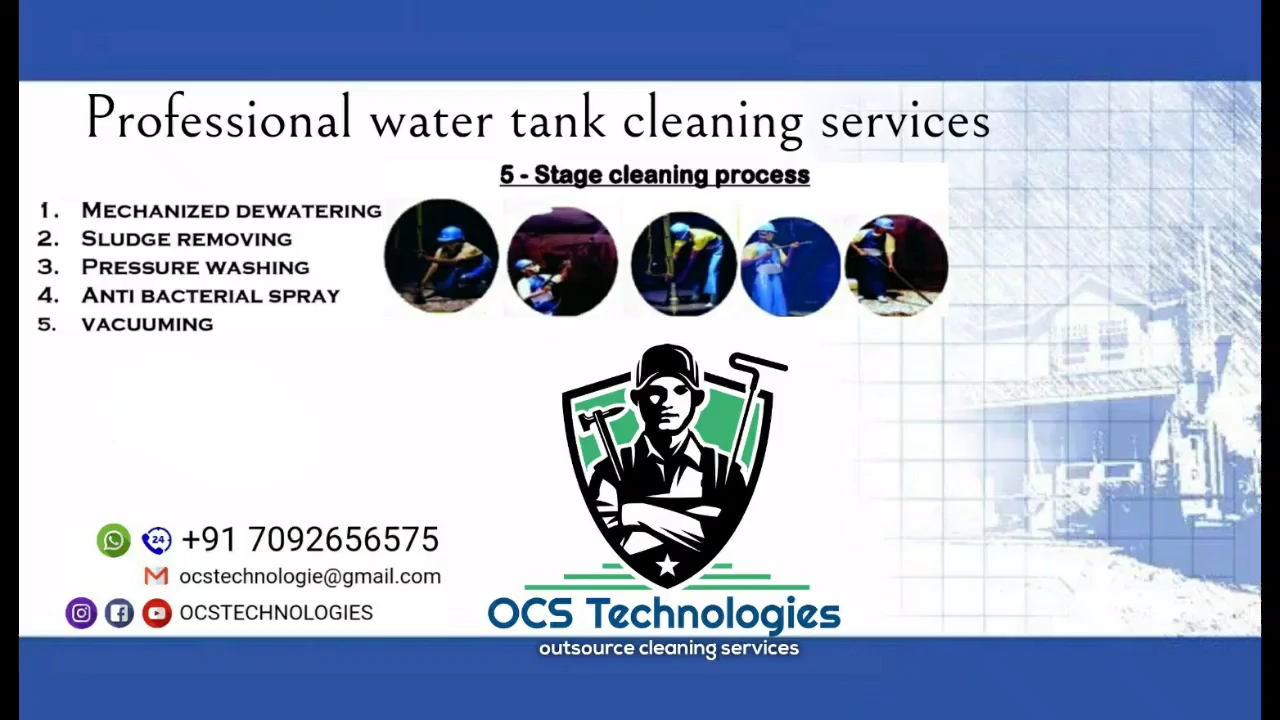 Professional water tank cleaning services
5 - Stage cleaning process
1. MECHANIZED DEWATERING
2. SLUDGE REMOVING
3. PRESSURE WASHING
4. ANTI BACTERIAL SPRAY
5. VACUUMING
24
+91 7092656575
ocstechnologie@gmail.com
OCSTECHNOLOGIES
OCS Technologies
outsource cleaning services